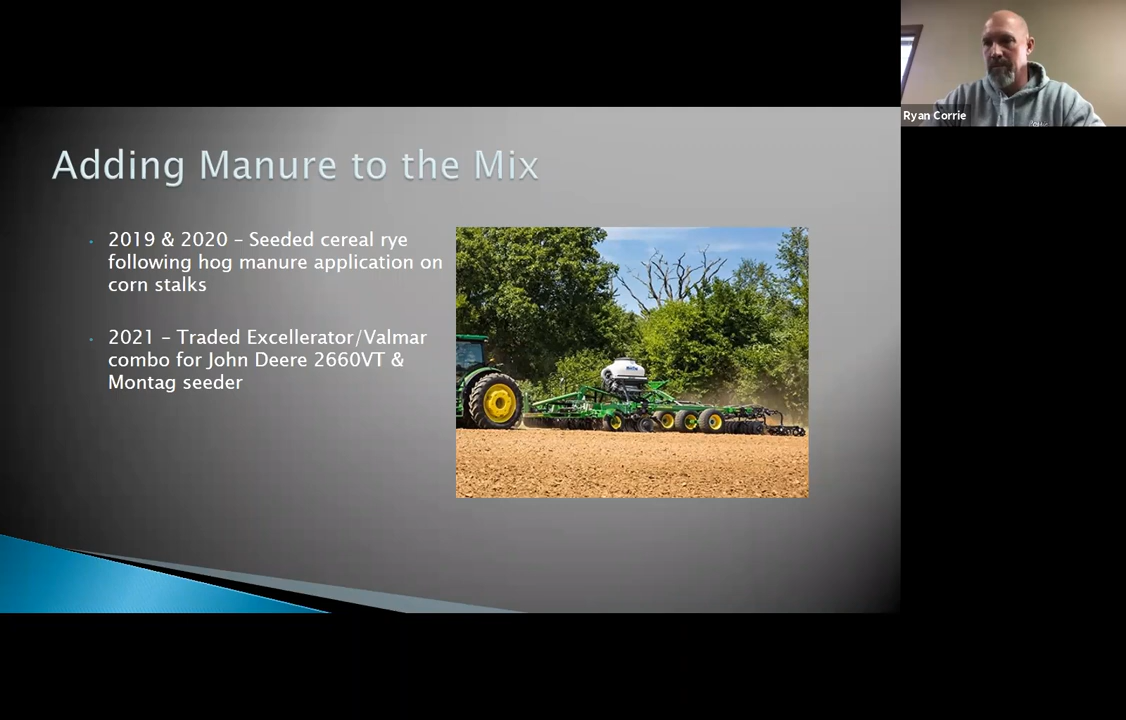 Ryan Corrie
Adding Manure to the Mix
2019 & 2020 – Seeded cereal rye
following hog manure application on
corn stalks
2021 – Traded Excellerator/Valmar
combo for John Deere 2660VT &
Montag seeder